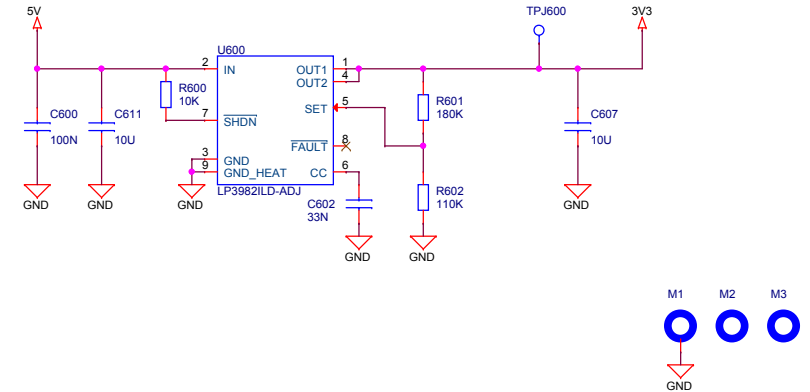 5V
TPJ600
3V3
U600
2
IN
OUT1
1
OUT2
4
R600
10K
SET
5
R601
180K
C600
100N
C611
10U
C607
10U
7
SHDN
FAULT
8
3
GND
9
GND_HEAT
CC
6
LP3982ILD-ADJ
R602
110K
C602
33N
GND
GND
GND
GND
GND
GND
M1
M2
M3
GND